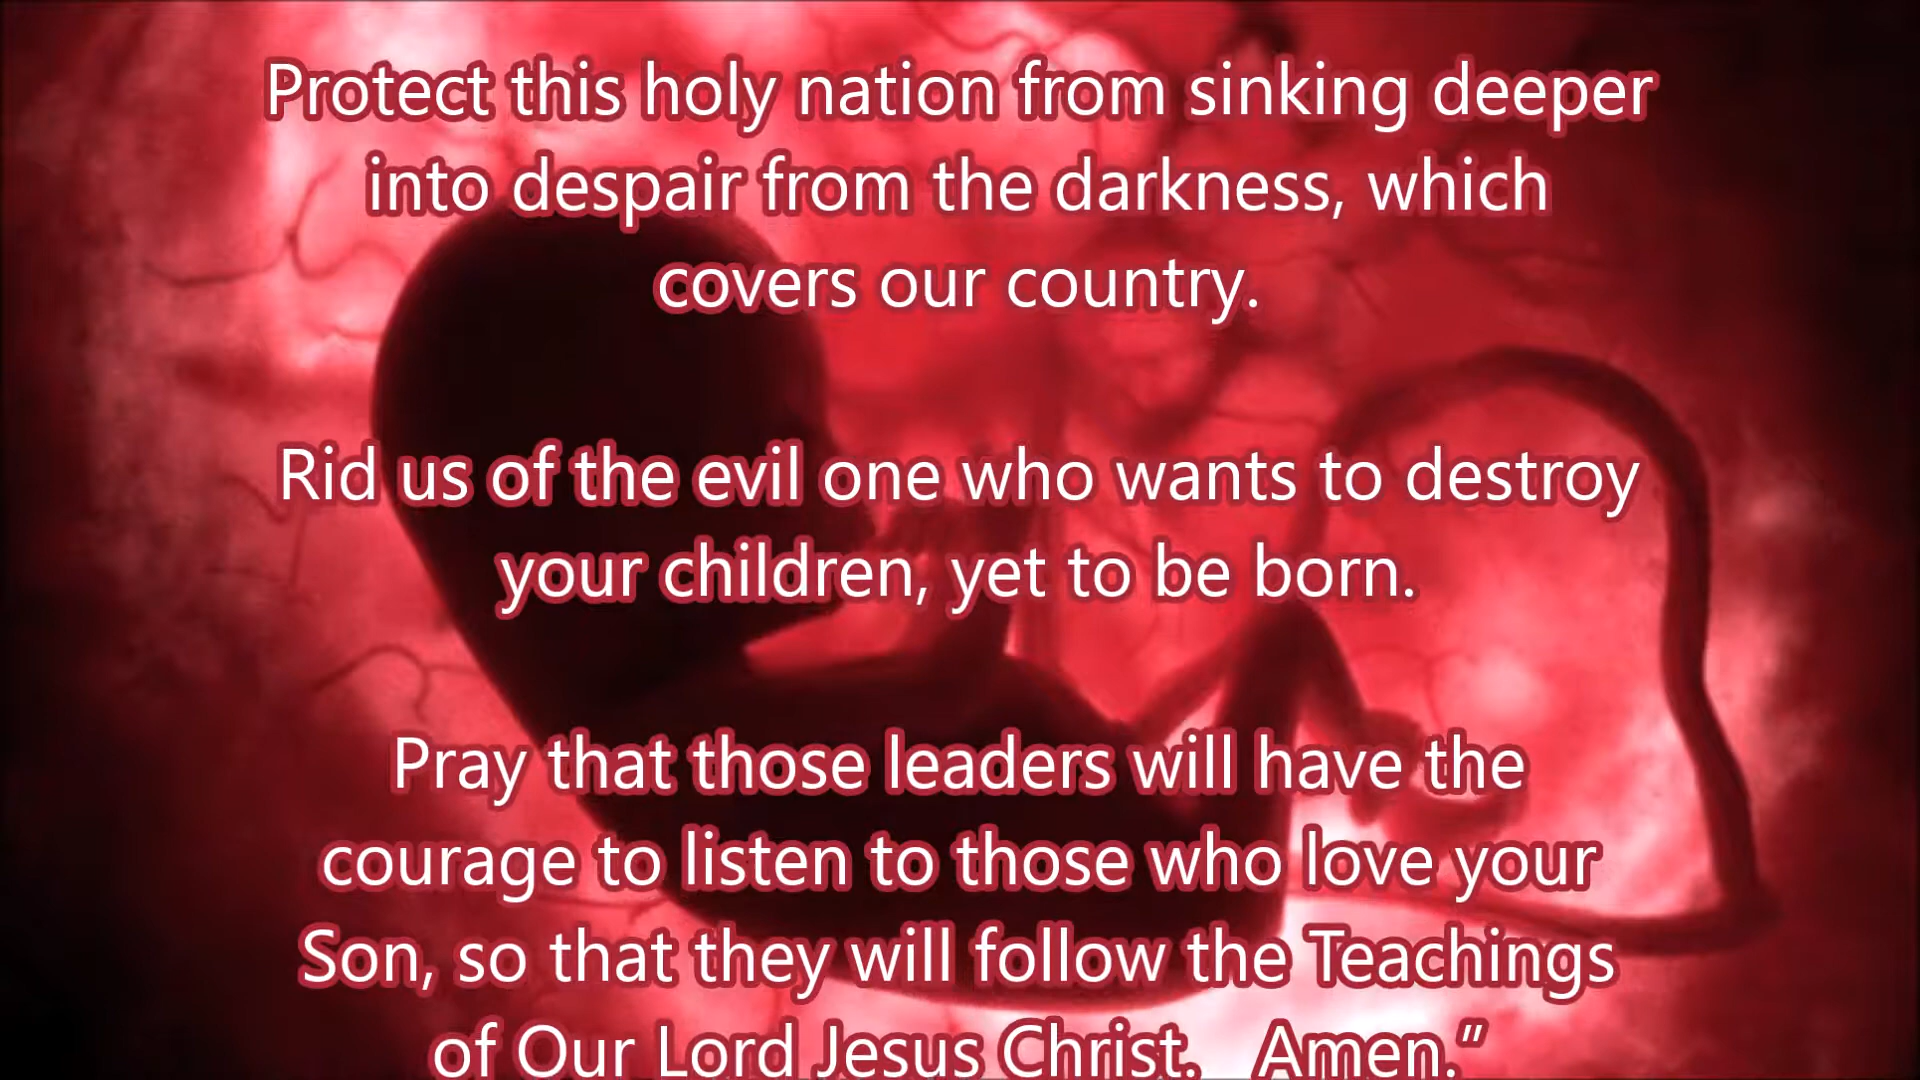 Protect this holy nation from sinking deeper
into despair from the darkness, which
covers our country.
Rid us of the evil one who wants to destroy
your children, yet to be born.
Pray that those leaders will have the
courage to listen to those who love your
Son, so that they will follow the Teachings
of Our Lord Jesus Christ.   Amen.”